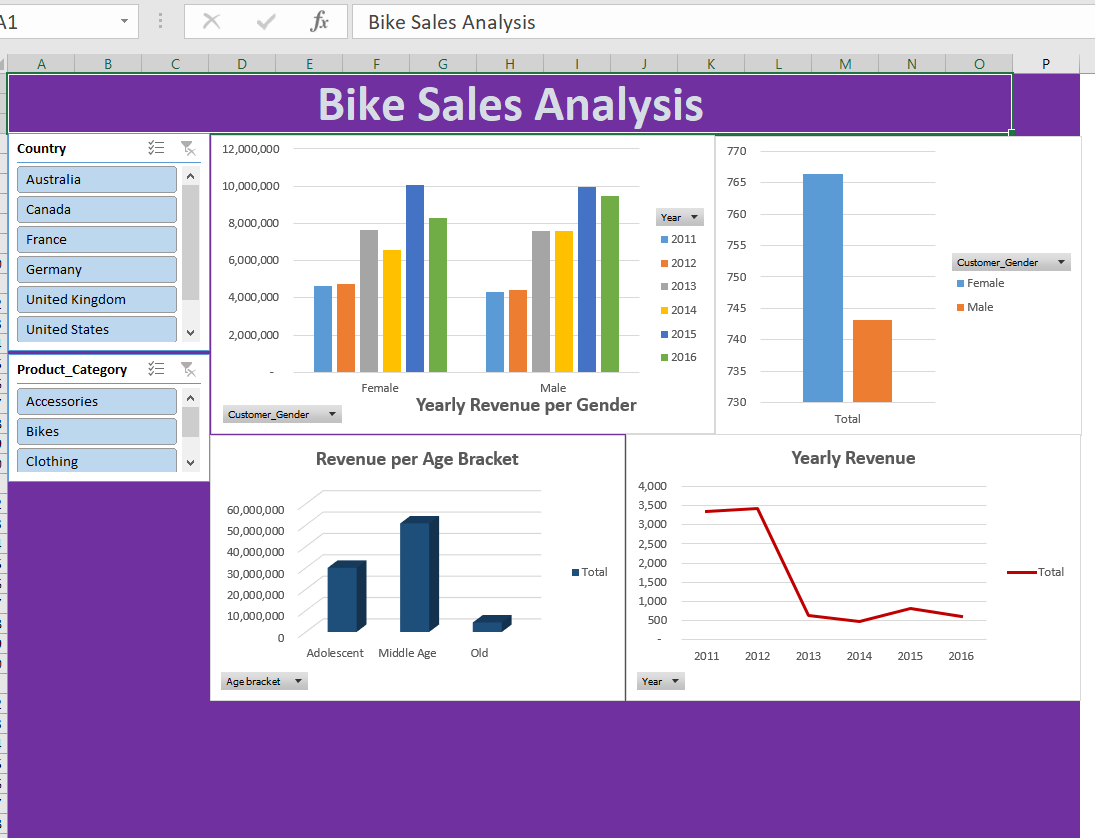 A1
fx
Bike Sales Analysis
A B C D E F G H I J K L M N O P
Bike Sales Analysis
Country
Australia
Canada
France
Germany
United Kingdom
United States
Product_Category
Accessories
Bikes
Clothing
12,000,000
10,000,000
8,000,000
6,000,000
4,000,000
2,000,000
-
Female Male
Yearly Revenue per Gender
Customer_Gender
Year
2011
2012
2013
2014
2015
2016
770
765
760
755
750
745
740
735
730
Total
Customer_Gender
Female
Male
Revenue per Age Bracket
60,000,000
50,000,000
40,000,000
30,000,000
20,000,000
10,000,000
0
Adolescent Middle Age Old
Total
Age bracket
Yearly Revenue
4,000
3,500
3,000
2,500
2,000
1,500
1,000
500
-
2011 2012 2013 2014 2015 2016
Total
Year